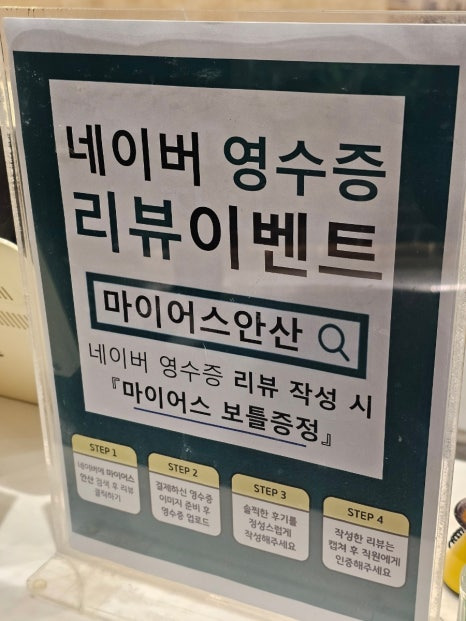 네이버 영수증
리뷰이벤트
마이어스안산
네이버 영수증 리뷰 작성 시
『마이어스 보틀증정』
STEP 1
네이버에 마이어스
안산 검색 후 리뷰
클릭하기
STEP 2
결제하신 영수증
이미지 준비 후
영수증 업로드
STEP 3
솔직한 후기를
정성스럽게
작성해주세요
STEP 4
작성한 리뷰는
캡쳐 후 직원에게
인증해주세요